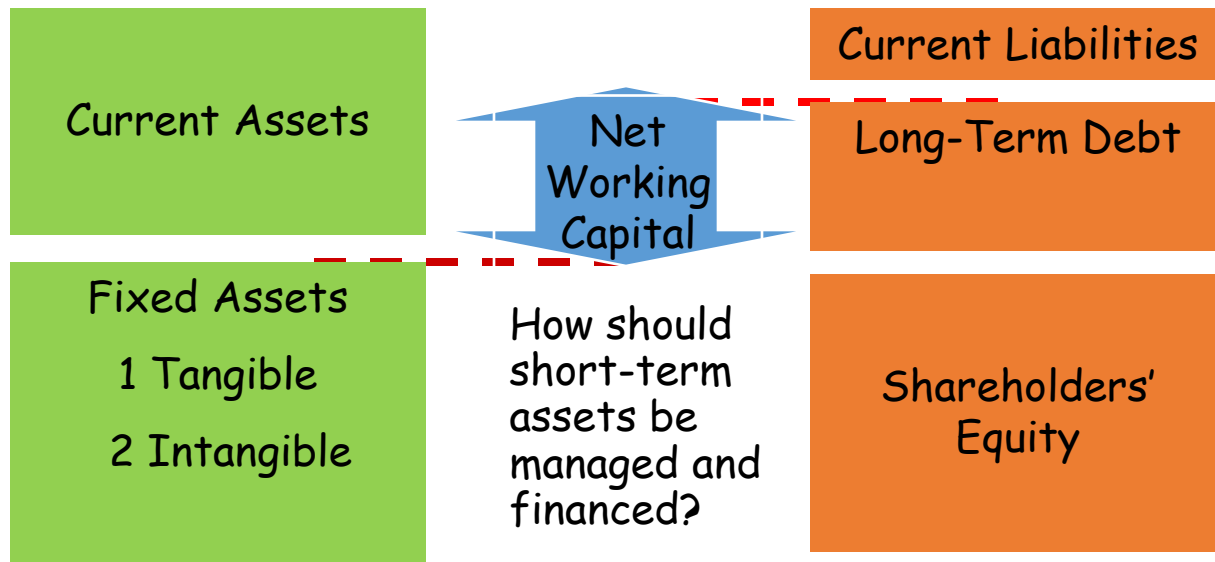 Current Assets
Fixed Assets
1 Tangible
2 Intangible
Net
Working
Capital
How should
short-term
assets be
managed and
financed?
Current Liabilities
Long-Term Debt
Shareholders’
Equity